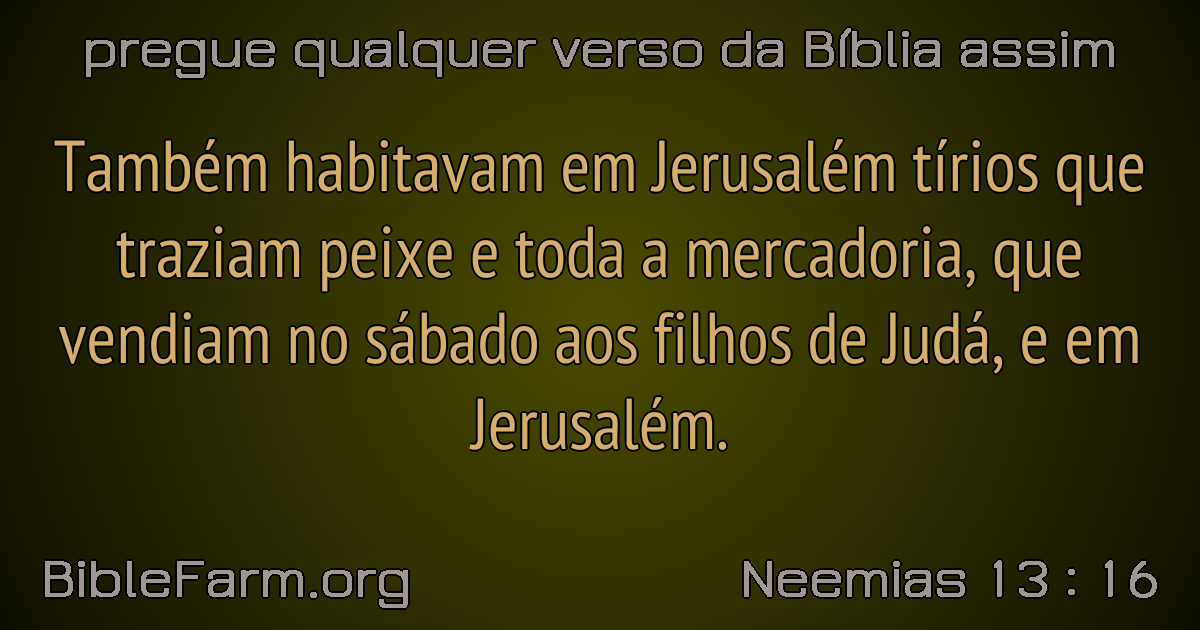 pregue qualquer verso da Bíblia assim
Também habitavam em Jerusalém tírios que
traziam peixe e toda a mercadoria, que
vendiam no sábado aos filhos de Judá, e em
Jerusalém.
BibleFarm.org
Neemias 13 : 16